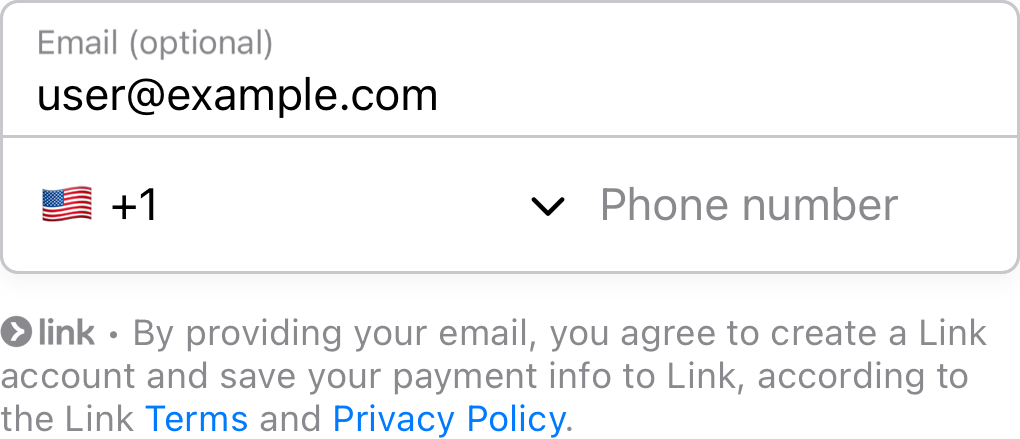 Email (optional)
user@example.com
+1 Phone number
link • By providing your email, you agree to create a Link
account and save your payment info to Link, according to
the Link Terms and Privacy Policy.